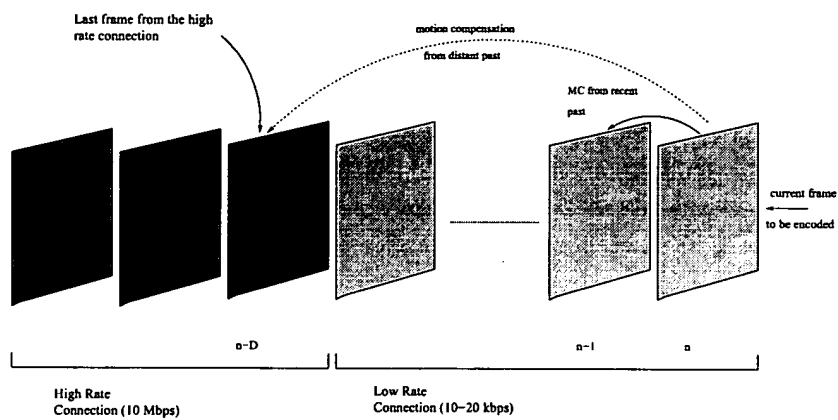 Last frame from the high
rate connection
motion compensation
from distant past
MC from recent
past
current frame
to be encoded
n-D
n-1
n
High Rate
Connection (10 Mbps)
Low Rate
Connection (10-20 kbps)